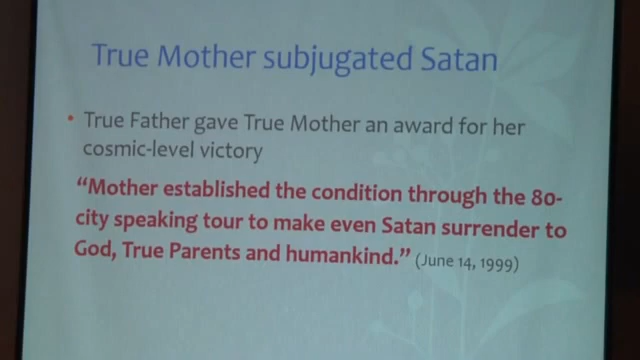 True Mother subjugated Satan
• True Father gave True Mother an award for her
cosmic-level victory
“Mother established the condition through the 80-
city speaking tour to make even Satan surrender to
God, True Parents and humankind.” (June 14, 1999)